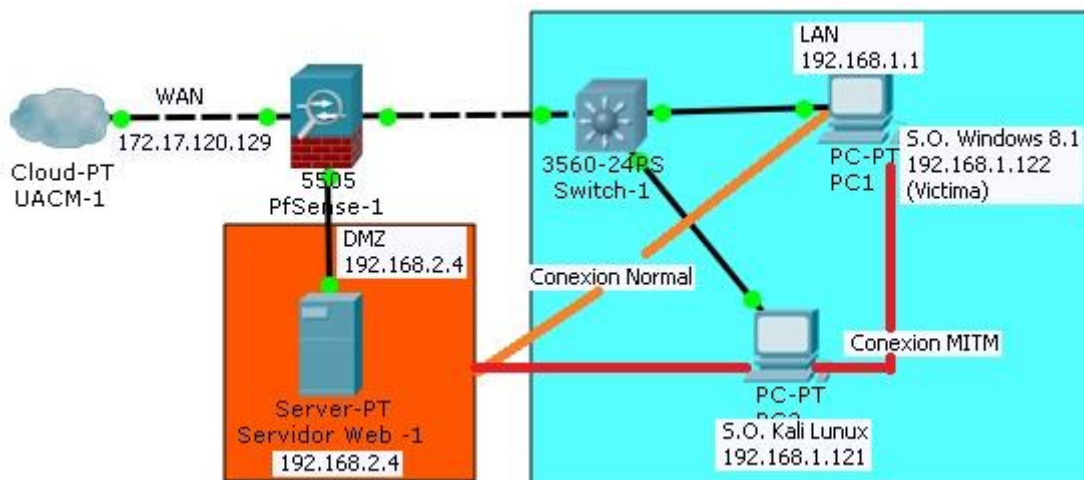 WAN
172.17.120.129
Cloud-PT
UACM-1
5505
PfSense-1
DMZ
192.168.2.4
Server-PT
Servidor Web -1
192.168.2.4
3560-24PS
Switch-1
LAN
192.168.1.1
PC-PT
PC1
S.O. Windows 8.1
192.168.1.122
(Victima)
Conexion Normal
Conexion MITM
PC-PT
S.O. Kali Lunux
192.168.1.121